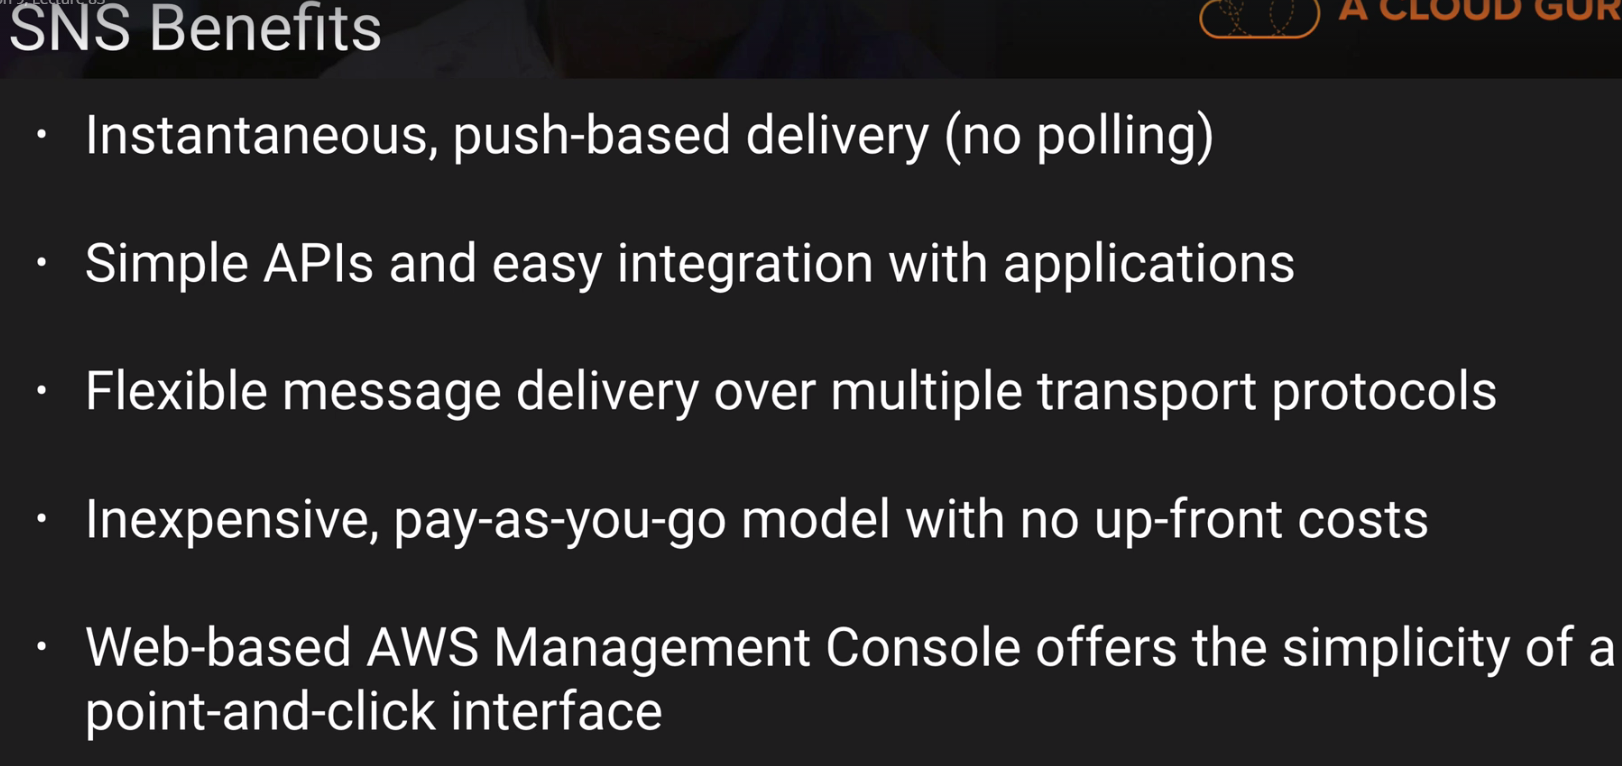 SNS Benefits
A CLOUD GUR
• Instantaneous, push-based delivery (no polling)
• Simple APIs and easy integration with applications
• Flexible message delivery over multiple transport protocols
• Inexpensive, pay-as-you-go model with no up-front costs
• Web-based AWS Management Console offers the simplicity of a
point-and-click interface